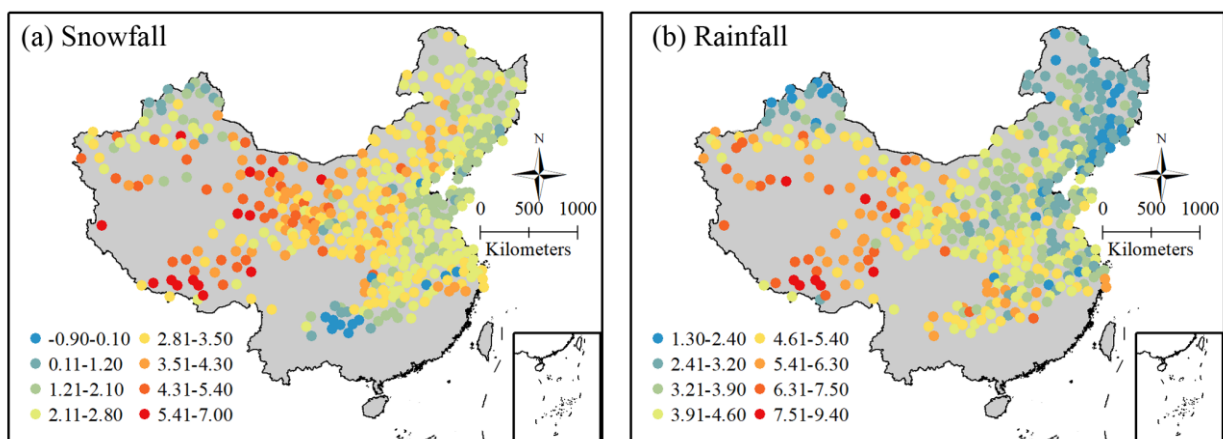 (a) Snowfall
N
0 500 1000
Kilometers
-0.90-0.10 2.81-3.50
0.11-1.20 3.51-4.30
1.21-2.10 4.31-5.40
2.11-2.80 5.41-7.00
(b) Rainfall
N
0 500 1000
Kilometers
1.30-2.40 4.61-5.40
2.41-3.20 5.41-6.30
3.21-3.90 6.31-7.50
3.91-4.60 7.51-9.40